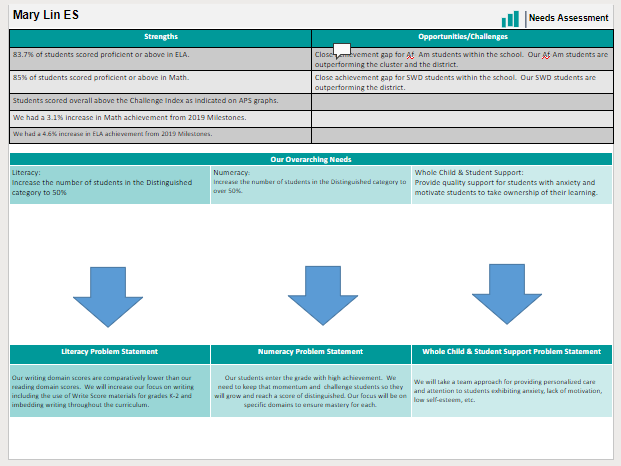 Mary Lin ES
Needs Assessment
Strengths
Opportunities/Challenges
83.7% of students scored proficient or above in ELA.
Close achievement gap for Af Am students within the school. Our Af Am students are
outperforming the cluster and the district.
85% of students scored proficient or above in Math.
Close achievement gap for SWD students within the school. Our SWD students are
outperforming the district.
Students scored overall above the Challenge Index as indicated on APS graphs.
We had a 3.1% increase in Math achievement from 2019 Milestones.
We had a 4.6% increase in ELA achievement from 2019 Milestones.
Our Overarching Needs
Literacy:
Increase the number of students in the Distinguished
category to 50%
Numeracy:
Increase the number of students in the Distinguished category to
over 50%.
Whole Child & Student Support:
Provide quality support for students with anxiety and
motivate students to take ownership of their learning.
Literacy Problem Statement
Numeracy Problem Statement
Whole Child & Student Support Problem Statement
Our writing domain scores are comparatively lower than our
reading domain scores. We will increase our focus on writing
including the use of Write Score materials for grades K-2 and
imbedding writing throughout the curriculum.
Our students enter the grade with high achievement. We
need to keep that momentum and challenge students so they
will grow and reach a score of distinguished. Our focus will be on
specific domains to ensure mastery for each.
We will take a team approach for providing personalized care
and attention to students exhibiting anxiety, lack of motivation,
low self-esteem, etc.